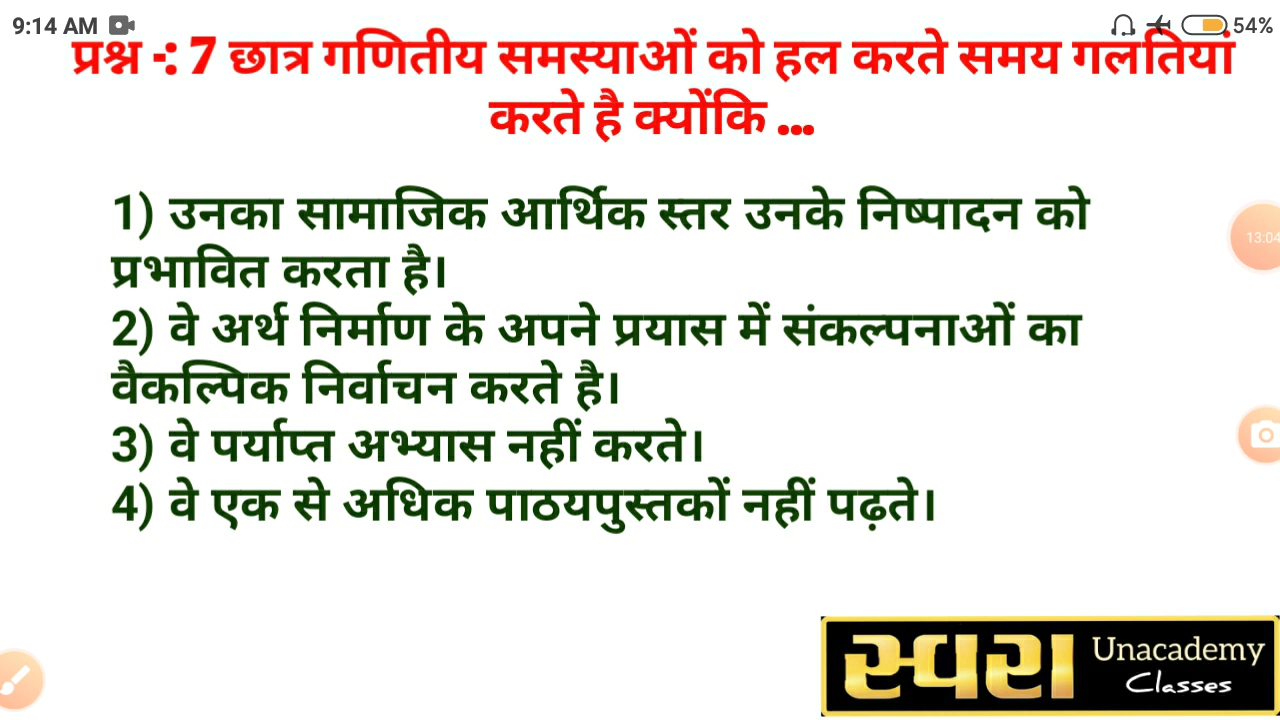 9:14 AM
54%
प्रश्न -: 7 छात्र गणितीय समस्याओं को हल करते समय गलतियां
करते है क्योंकि ...
1) उनका सामाजिक आर्थिक स्तर उनके निष्पादन को
13:04
प्रभावित करता है।
2) वे अर्थ निर्माण के अपने प्रयास में संकल्पनाओं का
वैकल्पिक निर्वाचन करते है।
3) वे पर्याप्त अभ्यास नहीं करते।
4) वे एक से अधिक पाठयपुस्तकों नहीं पढ़ते।
स्वरा Unacademy
Classes